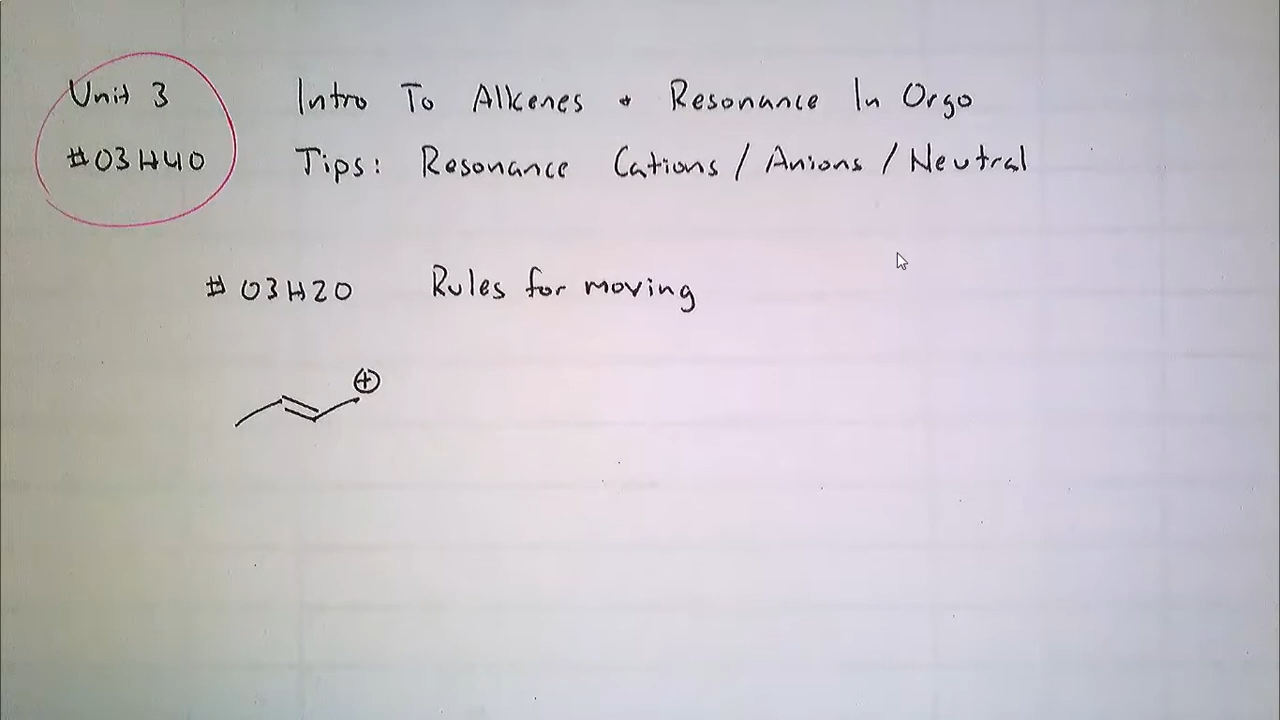 Unit 3 Intro To Alkenes + Resonance In Orgo
#03H40 Tips: Resonance Cations / Anions / Neutral
#03H20 Rules for moving
+